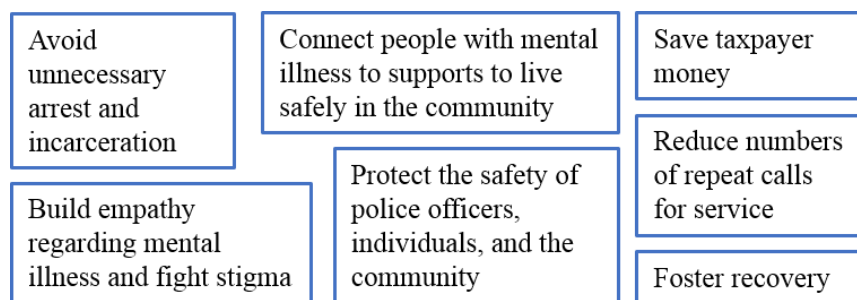 Avoid
unnecessary
arrest and
incarceration
Connect people with mental
illness to supports to live
safely in the community
Save taxpayer
money
Build empathy
regarding mental
illness and fight stigma
Protect the safety of
police officers,
individuals, and the
community
Reduce numbers
of repeat calls
for service
Foster recovery